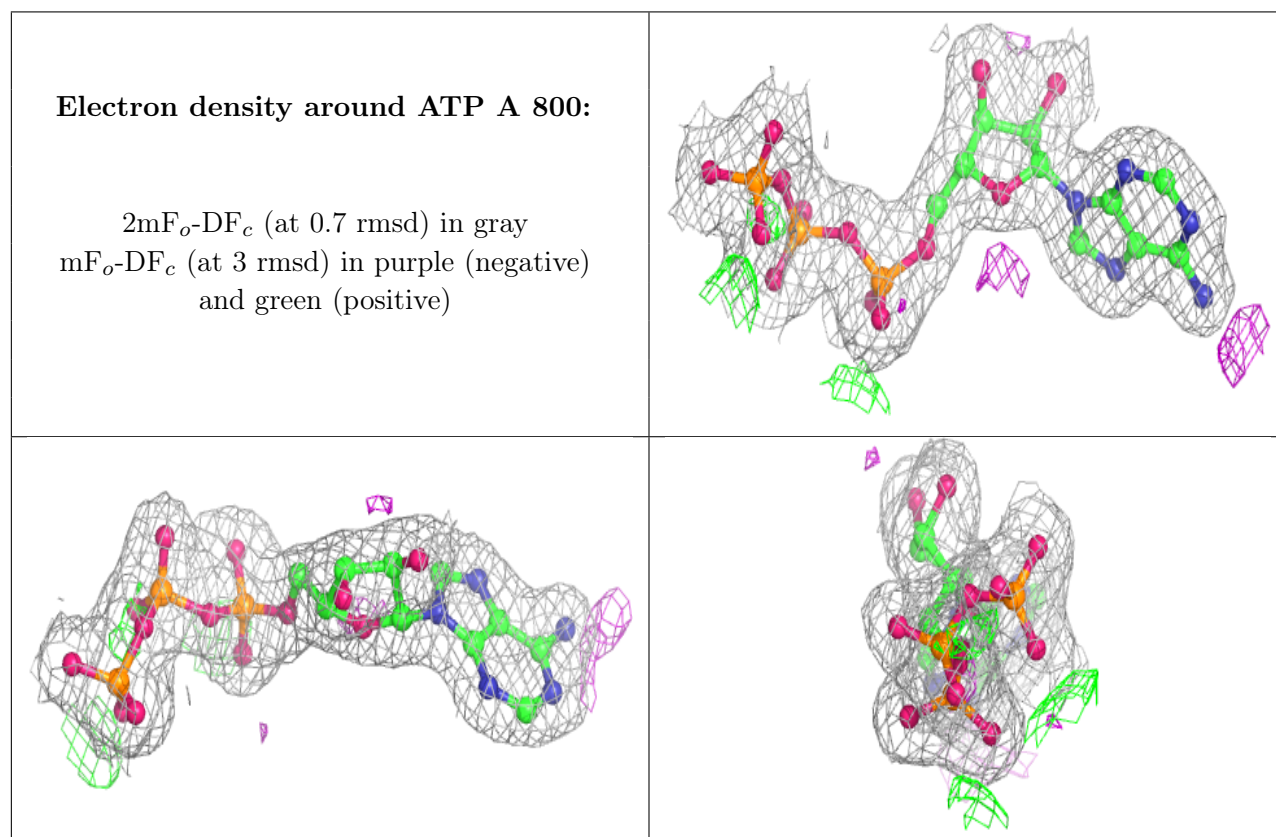 Electron density around ATP A 800:
2mFo-DFc (at 0.7 rmsd) in gray
mFo-DFc (at 3 rmsd) in purple (negative)
and green (positive)